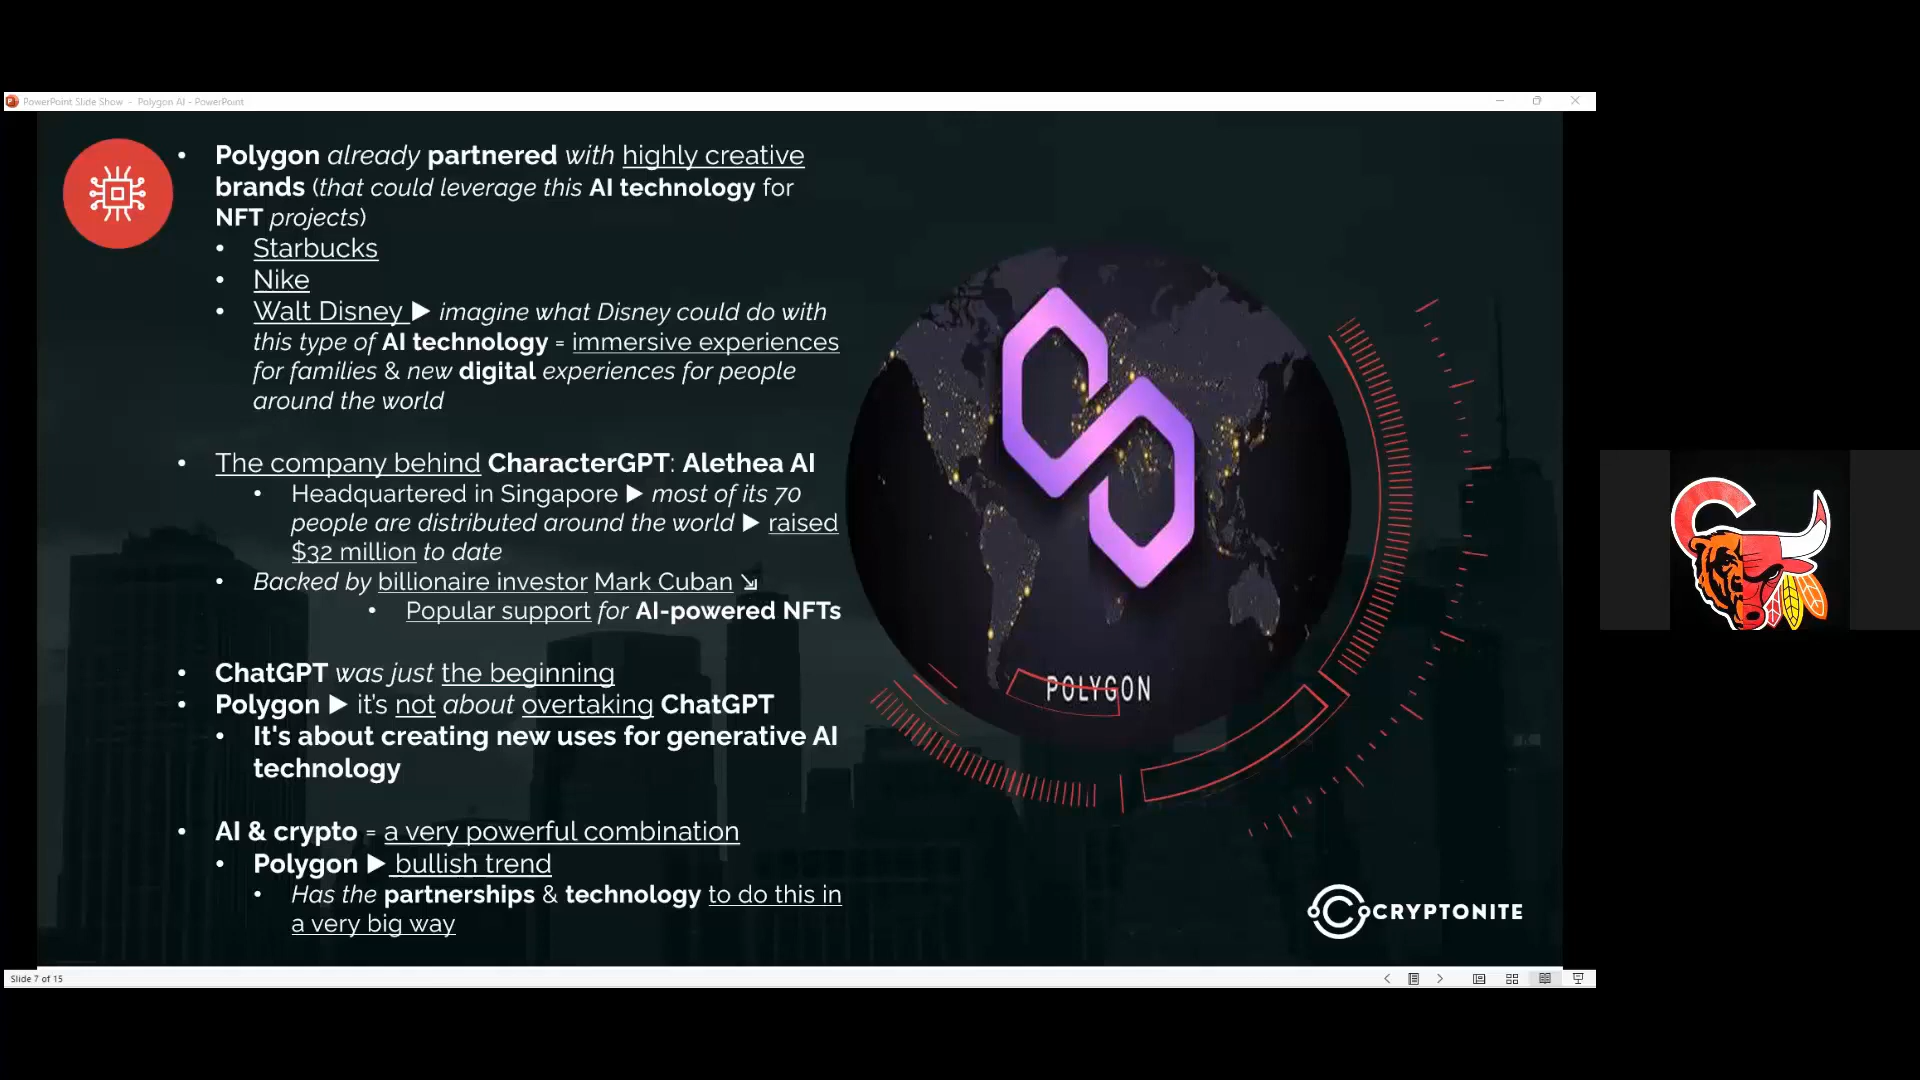 PowerPoint Slide Show - Polygon AI - PowerPoint
• Polygon already partnered with highly creative
brands (that could leverage this AI technology for
NFT projects)
• Starbucks
• Nike
• Walt Disney ▶ imagine what Disney could do with
this type of AI technology = immersive experiences
for families & new digital experiences for people
around the world
• The company behind CharacterGPT: Alethea AI
• Headquartered in Singapore ▶ most of its 70
people are distributed around the world ▶ raised
$32 million to date
• Backed by billionaire investor Mark Cuban ⇲
• Popular support for AI-powered NFTs
• ChatGPT was just the beginning
• Polygon ▶ it's not about overtaking ChatGPT
• It's about creating new uses for generative AI
technology
• AI & crypto = a very powerful combination
• Polygon ▶ bullish trend
• Has the partnerships & technology to do this in
a very big way
POLYGON
CRYPTONITE
Slide 7 of 15